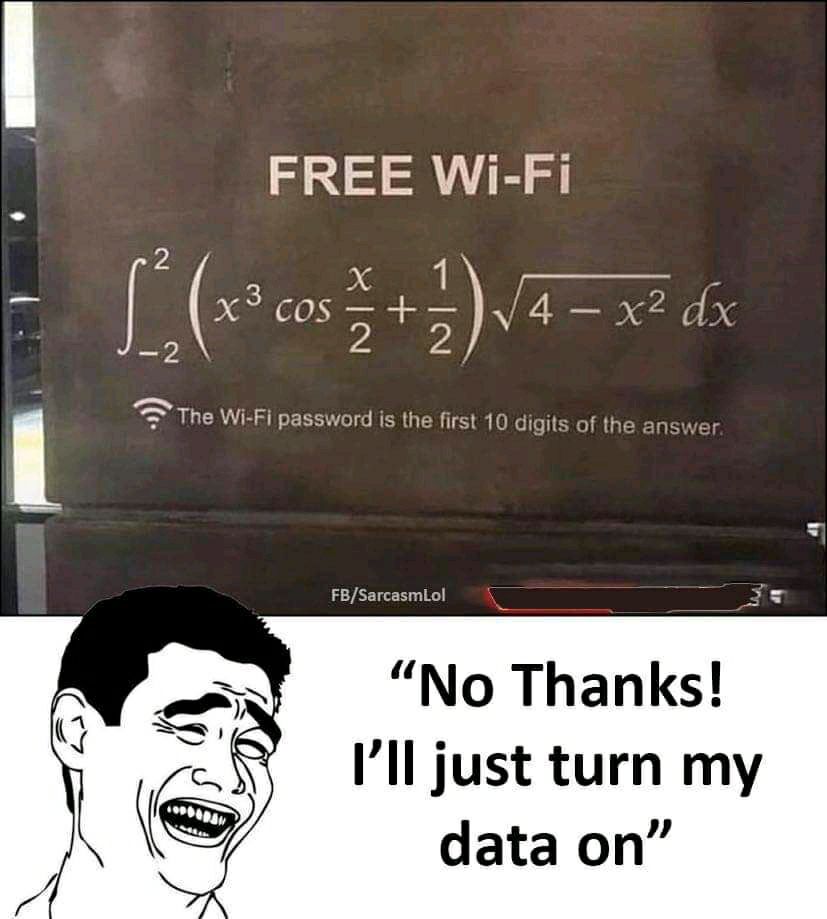 FREE Wi-Fi
∫₋₂² (x³ cos x/2 + 1/2) √(4 − x²) dx
The Wi-Fi password is the first 10 digits of the answer.
FB/SarcasmLol
“No Thanks!
I’ll just turn my
data on”